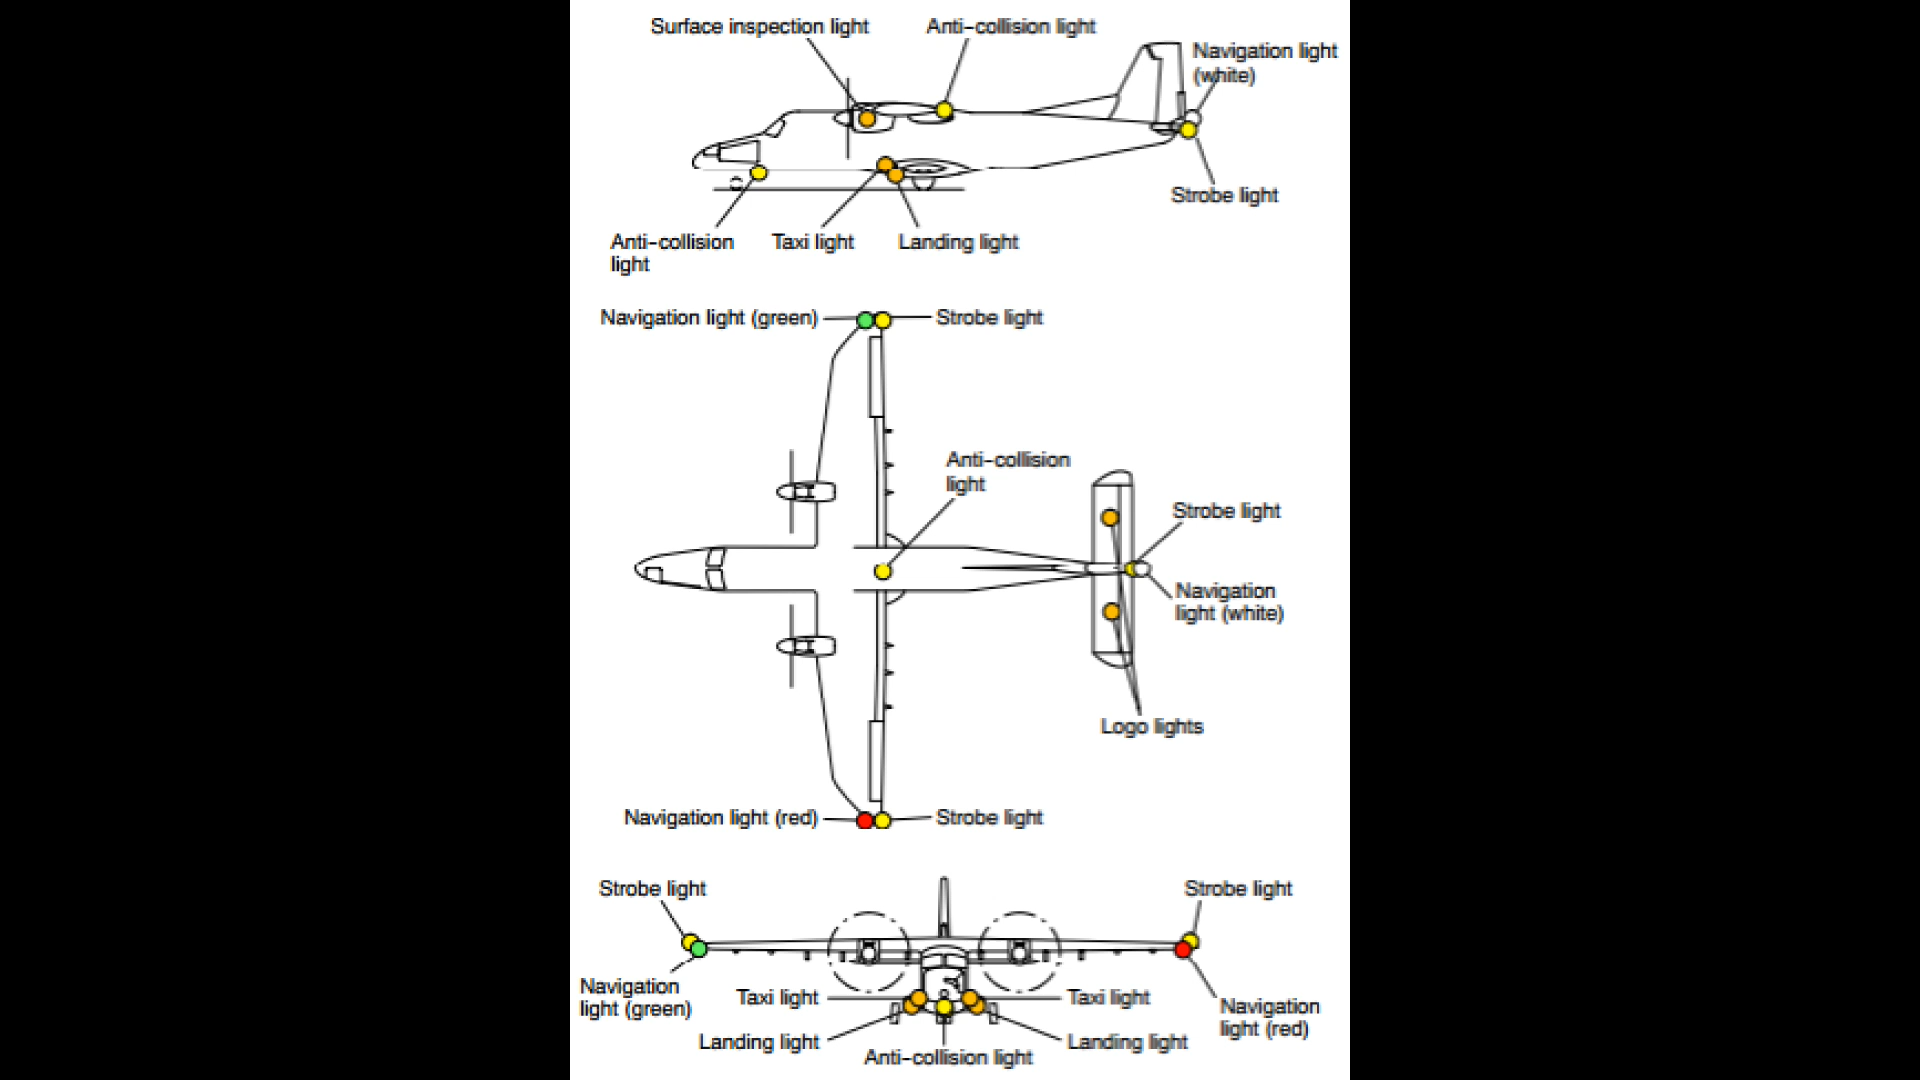 Surface inspection light
Anti-collision light
Navigation light
(white)
Strobe light
Anti-collision
light
Taxi light
Landing light
Navigation light (green)
Strobe light
Anti-collision
light
Strobe light
Navigation
light (white)
Logo lights
Navigation light (red)
Strobe light
Strobe light
Strobe light
Navigation
light (green)
Taxi light
Taxi light
Navigation
light (red)
Landing light
Landing light
Anti-collision light